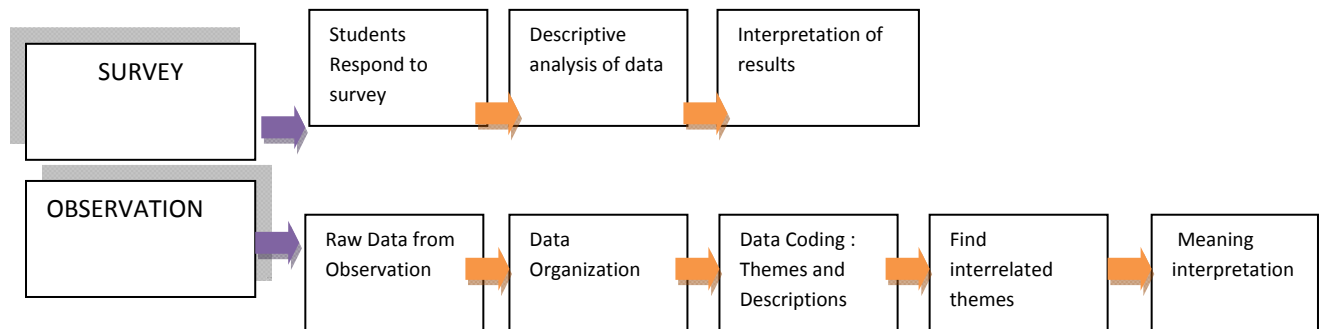 SURVEY
Students
Respond to
survey
Descriptive
analysis of data
Interpretation of
results
OBSERVATION
Raw Data from
Observation
Data
Organization
Data Coding :
Themes and
Descriptions
Find
interrelated
themes
Meaning
interpretation